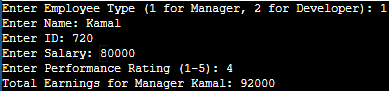 Enter Employee Type (1 for Manager, 2 for Developer): 1
Enter Name: Kamal
Enter ID: 720
Enter Salary: 80000
Enter Performance Rating (1-5): 4
Total Earnings for Manager Kamal: 92000